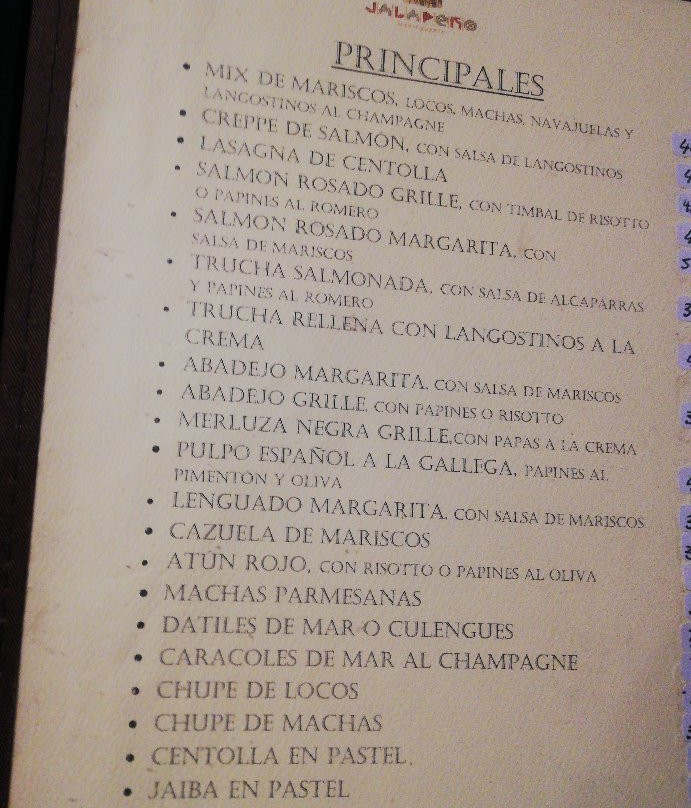 JALAPEÑO
PRINCIPALES
• MIX DE MARISCOS, LOCOS, MACHAS, NAVAJUELAS Y
LANGOSTINOS AL CHAMPAGNE
• CREPPE DE SALMÓN, CON SALSA DE LANGOSTINOS
• LASAGNA DE CENTOLLA
• SALMON ROSADO GRILLE, CON TIMBAL DE RISOTTO
O PAPINES AL ROMERO
• SALMON ROSADO MARGARITA, CON
SALSA DE MARISCOS
• TRUCHA SALMONADA, CON SALSA DE ALCAPARRAS
Y PAPINES AL ROMERO
• TRUCHA RELLENA CON LANGOSTINOS A LA
CREMA
• ABADEJO MARGARITA, CON SALSA DE MARISCOS
• ABADEJO GRILLE, CON PAPINES O RISOTTO
• MERLUZA NEGRA GRILLE,CON PAPAS A LA CREMA
• PULPO ESPAÑOL A LA GALLEGA, PAPINES AL
PIMENTÓN Y OLIVA
• LENGUADO MARGARITA, CON SALSA DE MARISCOS
• CAZUELA DE MARISCOS
• ATÚN ROJO, CON RISOTTO O PAPINES AL OLIVA
• MACHAS PARMESANAS
• DATILES DE MAR O CULENGUES
• CARACOLES DE MAR AL CHAMPAGNE
• CHUPE DE LOCOS
• CHUPE DE MACHAS
• CENTOLLA EN PASTEL
• JAIBA EN PASTEL